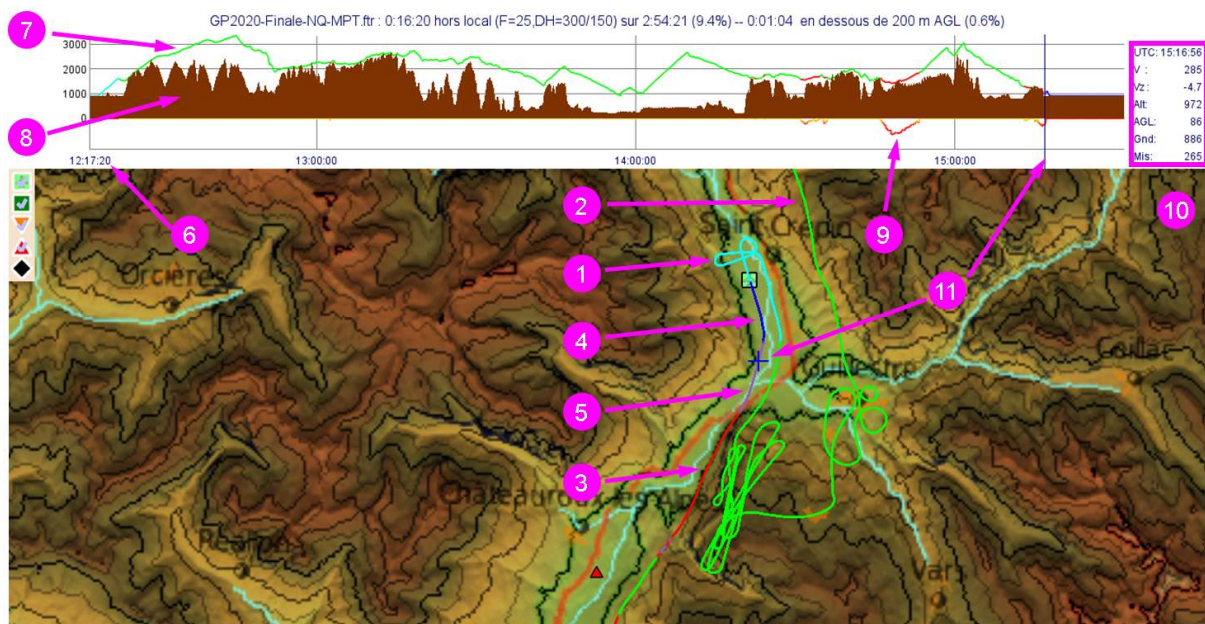 GP2020-Finale-NQ-MPT.ftr : 0:16:20 hors local (F=25,DH=300/150) sur 2:54:21 (9.4%) -- 0:01:04 en dessous de 200 m AGL (0.6%)
7
3000
2000
1000
0
8
12:17:20
13:00:00
14:00:00
15:00:00
UTC: 15:16:56
V : 285
Vz : -4.7
Alt: 972
AGL: 86
Gnd: 886
Mis: 265
2
6
9
10
Saint Crépin
1
Orcières
11
4
Guillestre
Ceillac
5
3
Châteauroux-les-Alpes
Réallon
Vars